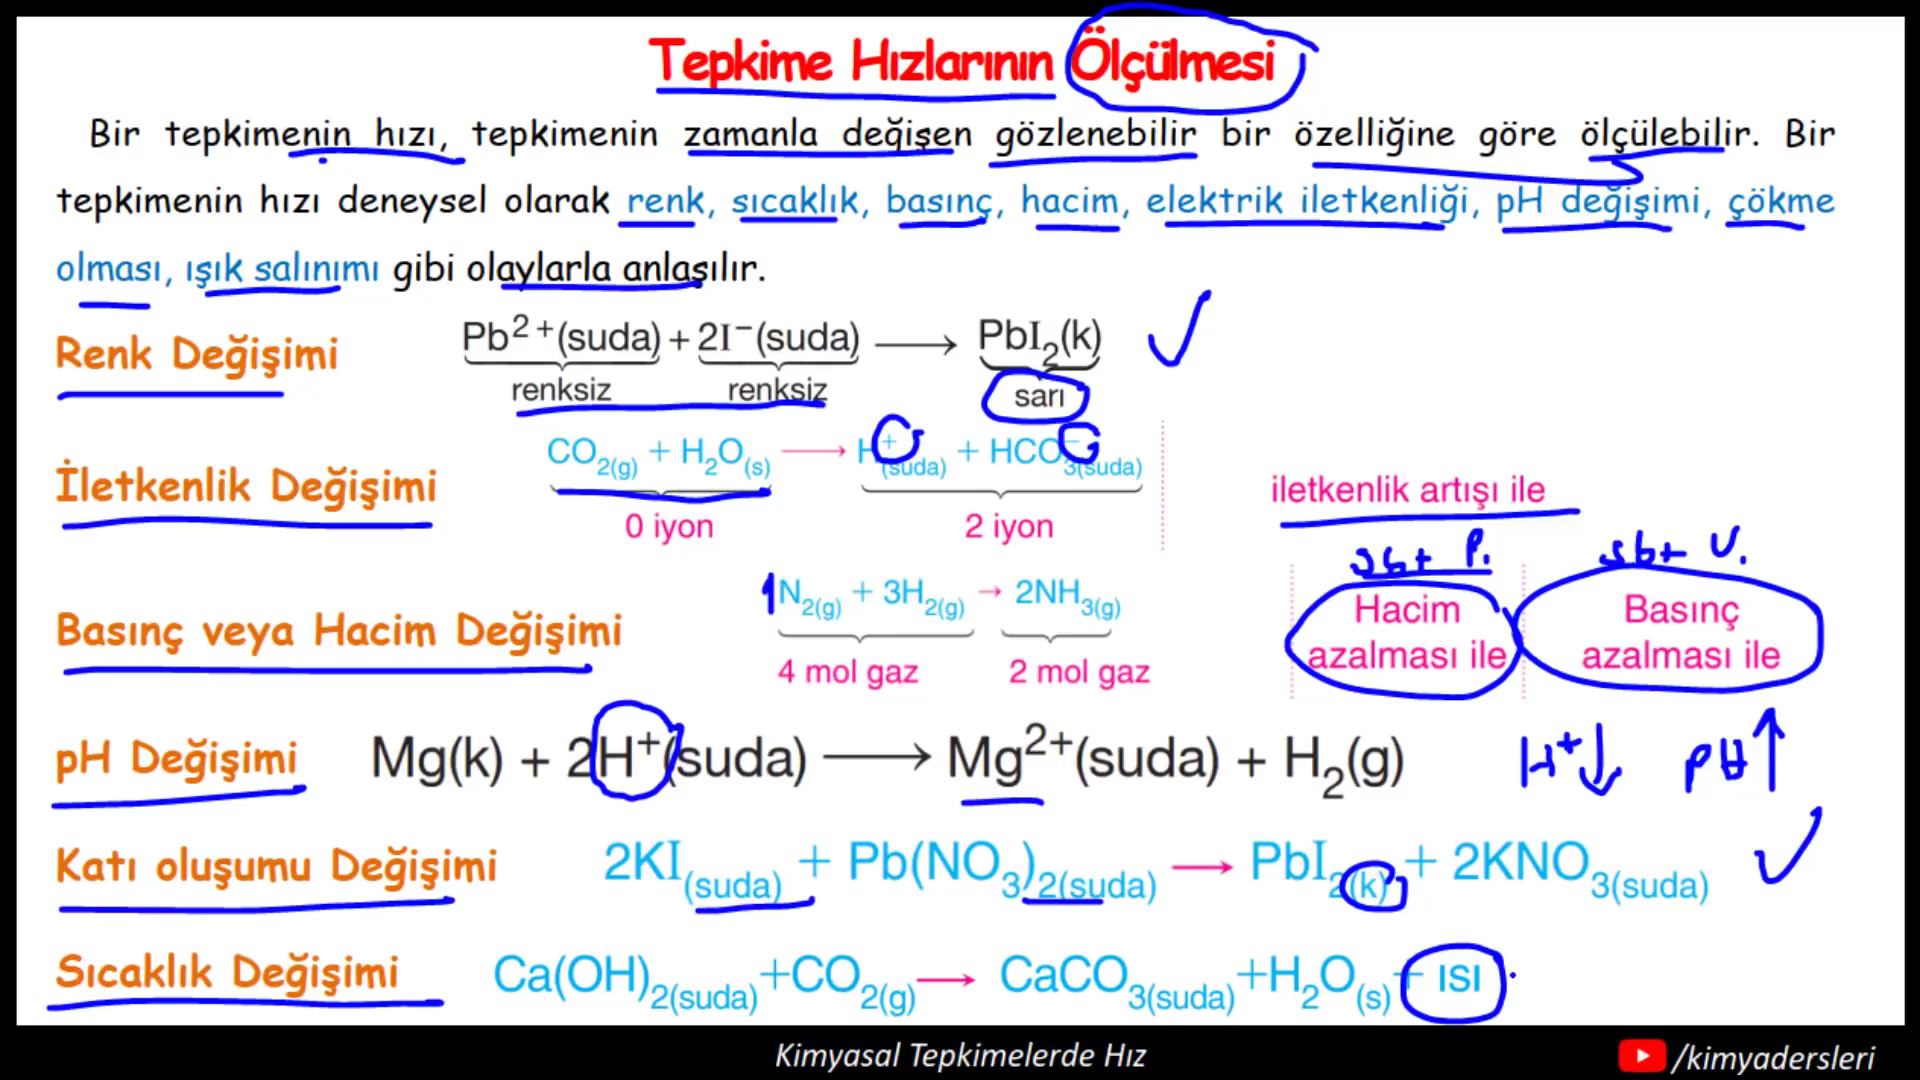 Tepkime Hızlarının Ölçülmesi
Bir tepkimenin hızı, tepkimenin zamanla değişen gözlenebilir bir özelliğine göre ölçülebilir. Bir
tepkimenin hızı deneysel olarak renk, sıcaklık, basınç, hacim, elektrik iletkenliği, pH değişimi, çökme
olması, ışık salınımı gibi olaylarla anlaşılır.
Renk Değişimi Pb²⁺(suda) + 2I⁻(suda) ⟶ PbI₂(k)
renksiz renksiz sarı
İletkenlik Değişimi CO₂(g) + H₂O(s) ⟶ H⁺(suda) + HCO₃⁻(suda) iletkenlik artışı ile
0 iyon 2 iyon
sbt P. sbt V.
Basınç veya Hacim Değişimi 1N₂(g) + 3H₂(g) → 2NH₃(g) Hacim azalması ile Basınç azalması ile
4 mol gaz 2 mol gaz
pH Değişimi Mg(k) + 2H⁺(suda) ⟶ Mg²⁺(suda) + H₂(g) H⁺↓ pH↑
Katı oluşumu Değişimi 2KI(suda) + Pb(NO₃)₂(suda) ⟶ PbI₂(k) + 2KNO₃(suda)
Sıcaklık Değişimi Ca(OH)₂(suda) +CO₂(g) ⟶ CaCO₃(suda) +H₂O(s) + ısı
Kimyasal Tepkimelerde Hız
/kimyadersleri